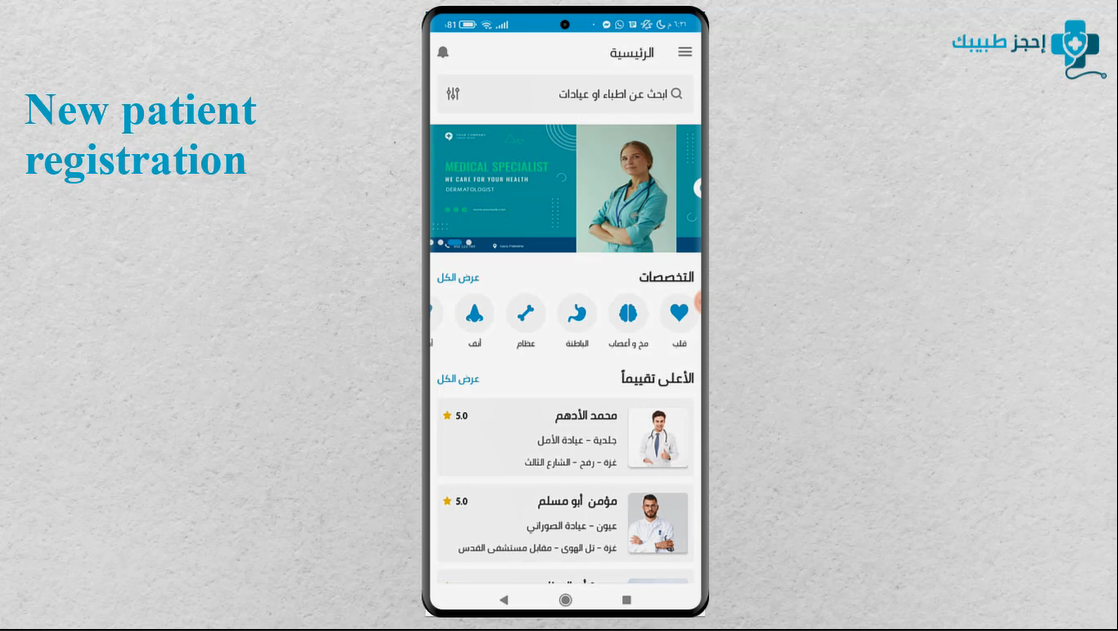 New patient
registration
إحجز طبيبك
81
٦:٣١ م
الرئيسية
ابحث عن اطباء او عيادات
MEDICAL SPECIALIST
WE CARE FOR YOUR HEALTH
DERMATOLOGIST
التخصصات
عرض الكل
قلب
مخ و أعصاب
الباطنة
عظام
أنف
الأعلى تقييماً
عرض الكل
محمد الأدهم
5.0
جلدية - عيادة الأمل
غزة - رفح - الشارع الثالث
مؤمن أبو مسلم
5.0
عيون - عيادة الصوراني
غزة - تل الهوى - مقابل مستشفى القدس